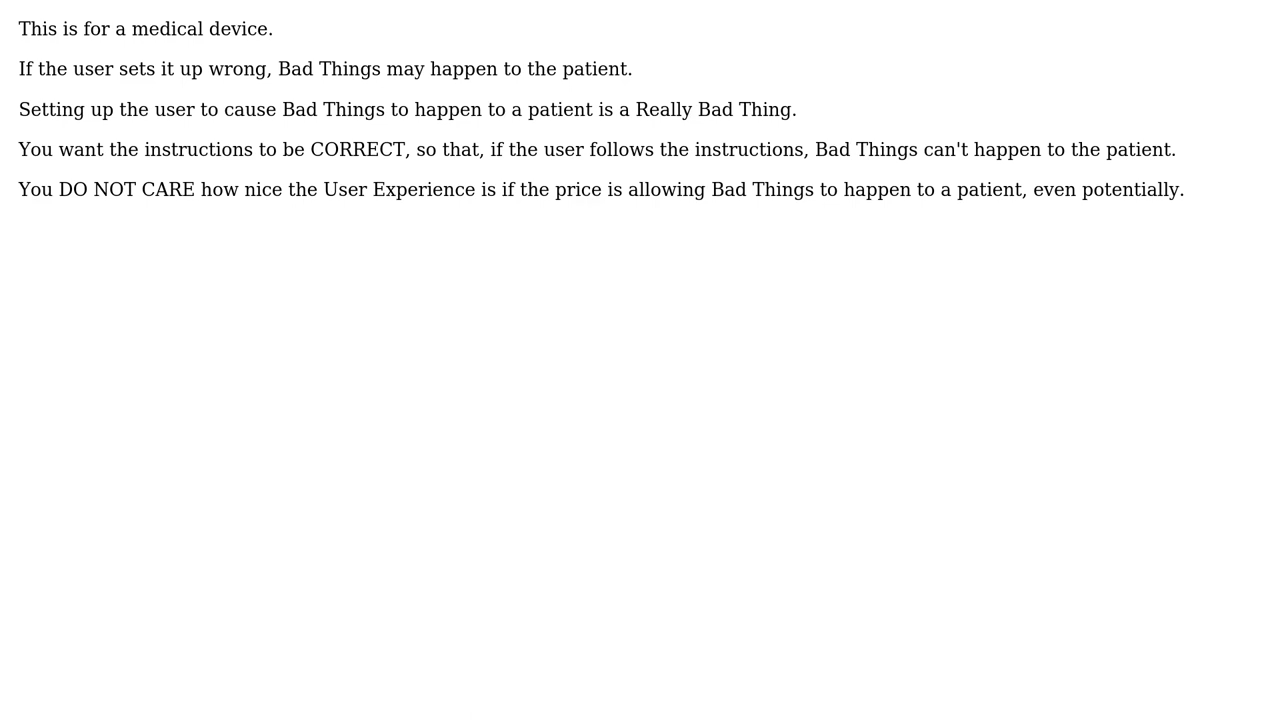 This is for a medical device.
If the user sets it up wrong, Bad Things may happen to the patient.
Setting up the user to cause Bad Things to happen to a patient is a Really Bad Thing.
You want the instructions to be CORRECT, so that, if the user follows the instructions, Bad Things can't happen to the patient.
You DO NOT CARE how nice the User Experience is if the price is allowing Bad Things to happen to a patient, even potentially.